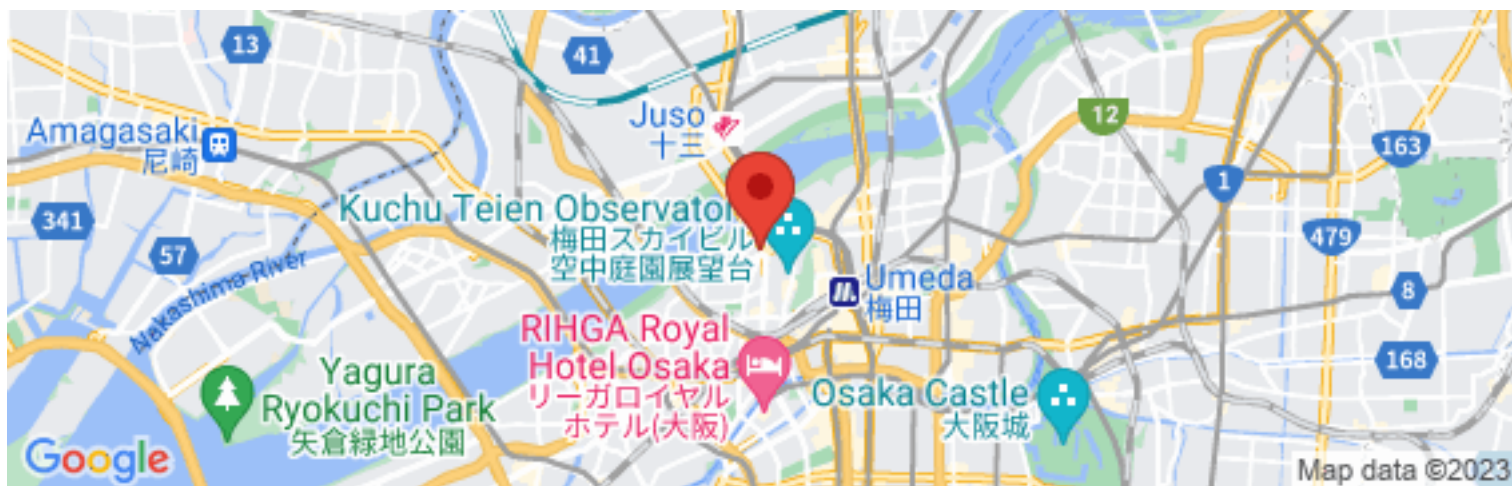 13
41
Juso
十三
12
163
Amagasaki
尼崎
1
341
Kuchu Teien Observator
梅田スカイビル
空中庭園展望台
479
57
Nakashima River
Umeda
梅田
8
RIHGA Royal
Hotel Osaka
リーガロイヤル
ホテル(大阪)
168
Yagura
Ryokuchi Park
矢倉緑地公園
Osaka Castle
大阪城
Google
Map data ©2023